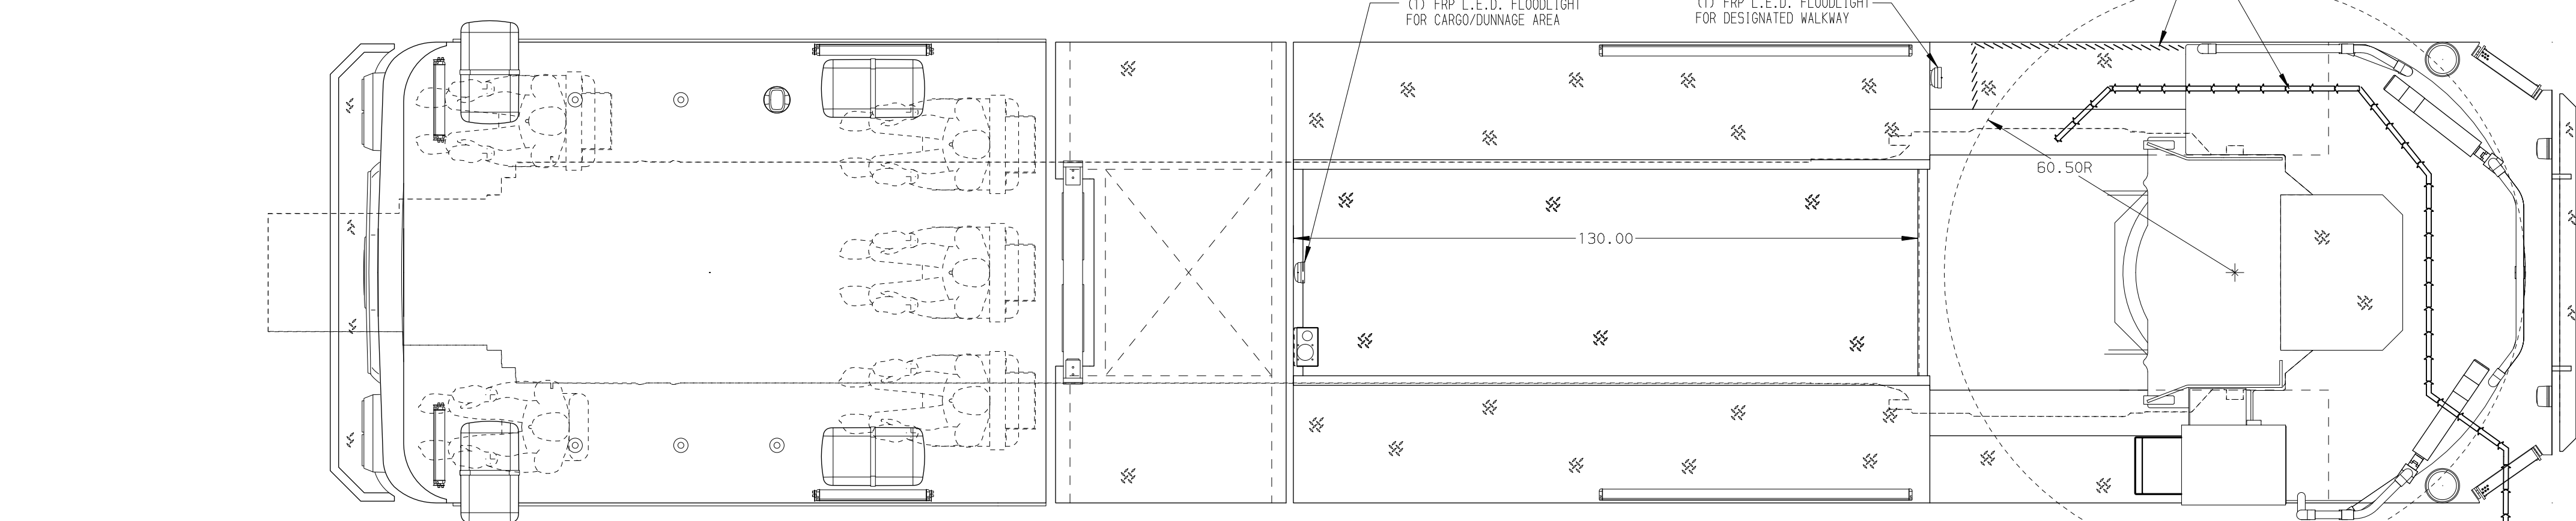 (1) FRP L.E.D. FLOODLIGHT
FOR CARGO/DUNNAGE AREA
(1) FRP L.E.D. FLOODLIGHT
FOR DESIGNATED WALKWAY
60.50R
130.00